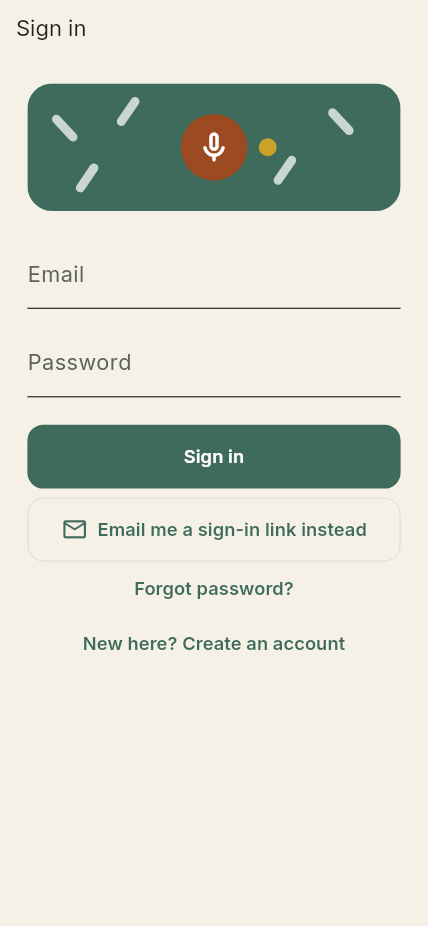 Sign in
Email
Password
Sign in
Email me a sign-in link instead
Forgot password?
New here? Create an account